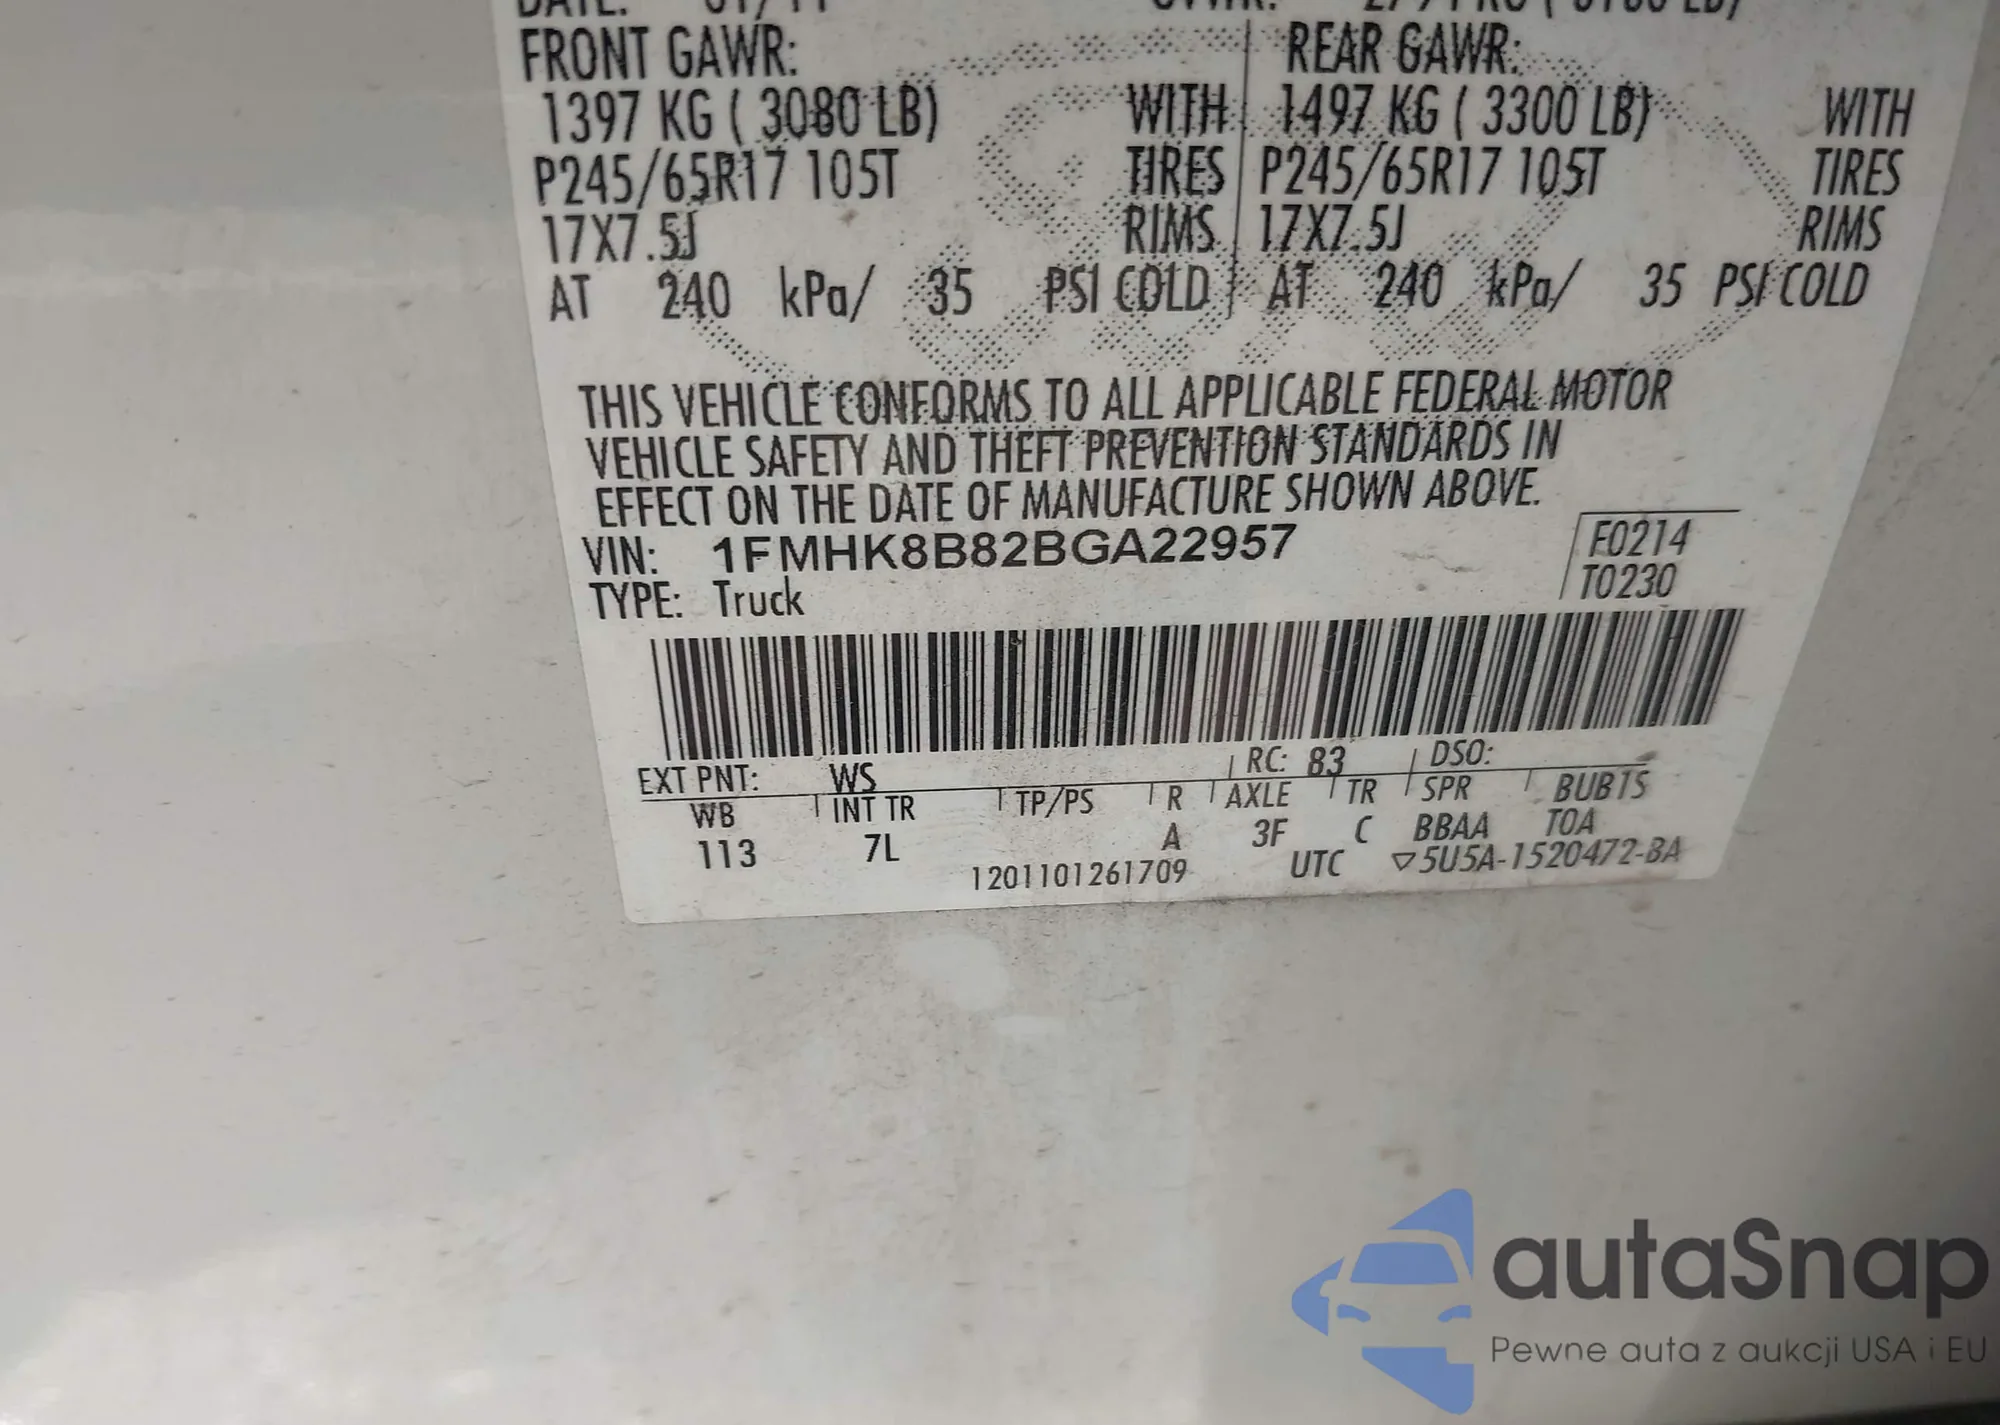 FRONT GAWR: REAR GAWR:
1397 KG ( 3080 LB) WITH 1497 KG ( 3300 LB) WITH
P245/65R17 105T TIRES P245/65R17 105T TIRES
17X7.5J RIMS 17X7.5J RIMS
AT 240 kPa/ 35 PSI COLD AT 240 kPa/ 35 PSI COLD
THIS VEHICLE CONFORMS TO ALL APPLICABLE FEDERAL MOTOR
VEHICLE SAFETY AND THEFT PREVENTION STANDARDS IN
EFFECT ON THE DATE OF MANUFACTURE SHOWN ABOVE.
VIN: 1FMHK8B82BGA22957 F0214
TYPE: Truck T0230
EXT PNT: WS RC: 83 DSO:
WB INT TR TP/PS R AXLE TR SPR
113 7L A 3F C BBAA TOA
1201101261709 UTC ▽5U5A-1520472-BA
autaSnap
Pewne auta z aukcji USA i EU